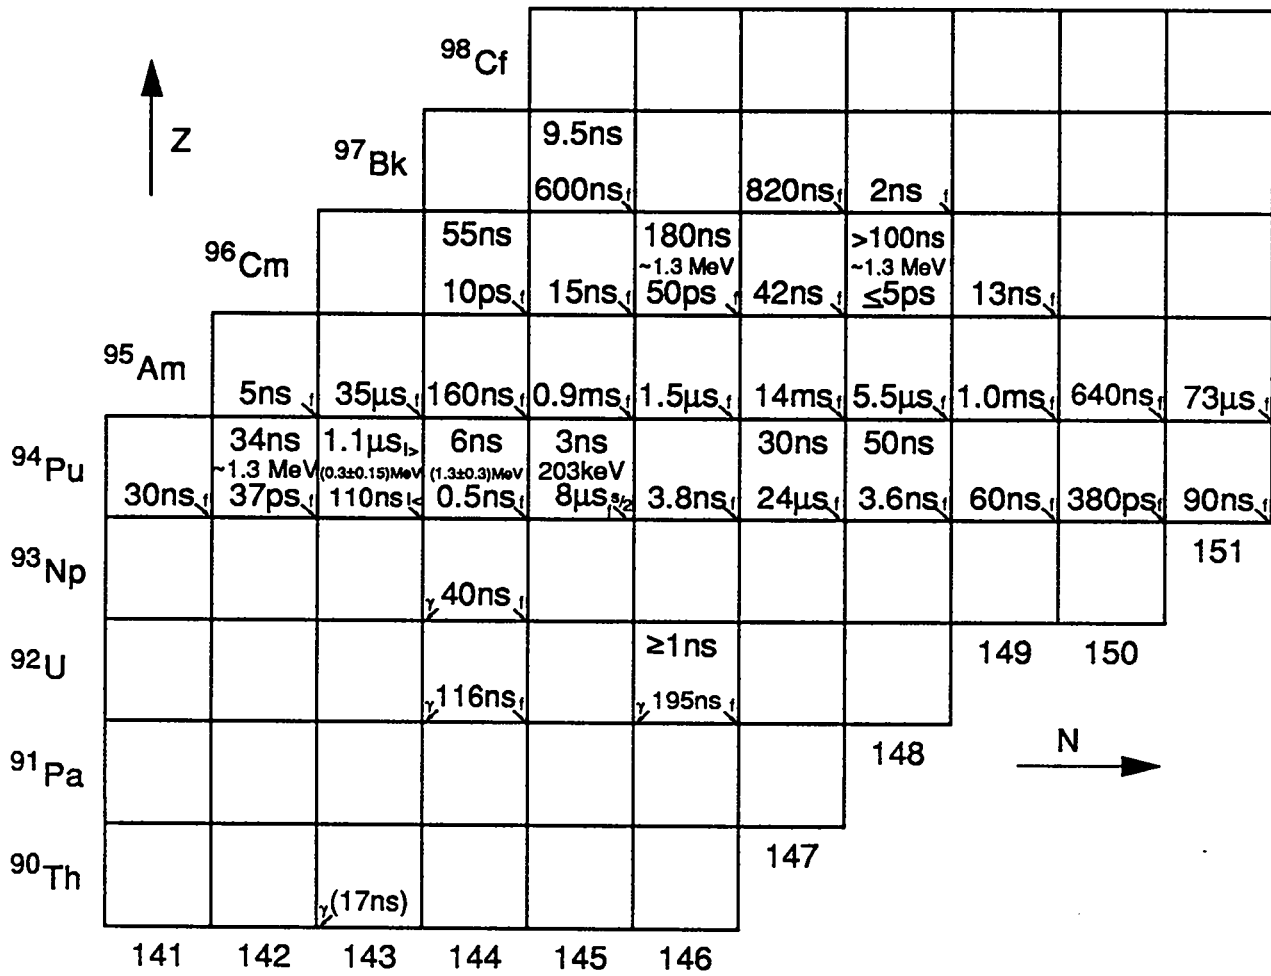 98Cf
Z
97Bk
9.5ns
600ns f 820ns f 2ns f
96Cm
55ns 180ns >100ns
~1.3 MeV ~1.3 MeV
10ps f 15ns f 50ps f 42ns f ≤5ps 13ns f
95Am
5ns f 35μs f 160ns f 0.9ms f 1.5μs f 14ms f 5.5μs f 1.0ms f 640ns f 73μs f
94Pu
34ns 1.1μs I> 6ns 3ns 30ns 50ns
~1.3 MeV (0.3±0.15)MeV (1.3±0.3)MeV 203keV
30ns f 37ps f 110ns I< 0.5ns f 8μs f 5/2 3.8ns f 24μs f 3.6ns f 60ns f 380ps f 90ns f
93Np
γ 40ns f
151
92U
≥1ns
γ 116ns f γ 195ns f
149 150
91Pa
148
N
90Th
147
γ (17ns)
141 142 143 144 145 146